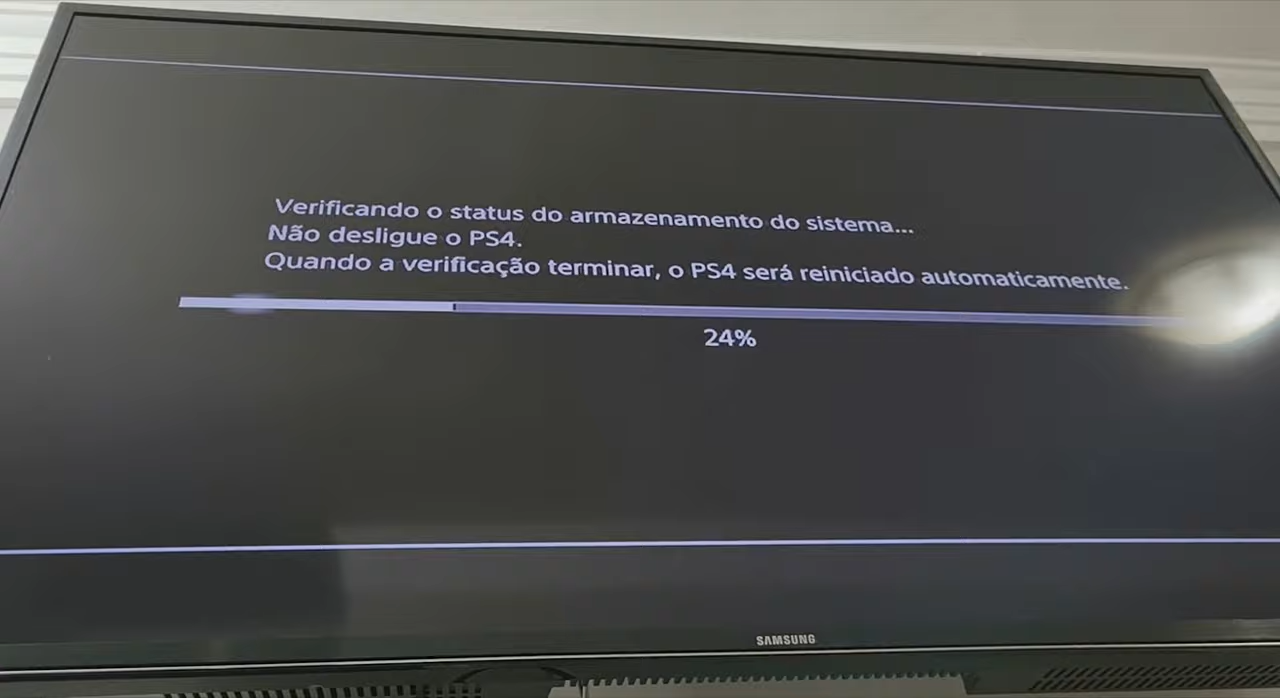 Verificando o status do armazenamento do sistema...
Não desligue o PS4.
Quando a verificação terminar, o PS4 será reiniciado automaticamente.
24%
SAMSUNG